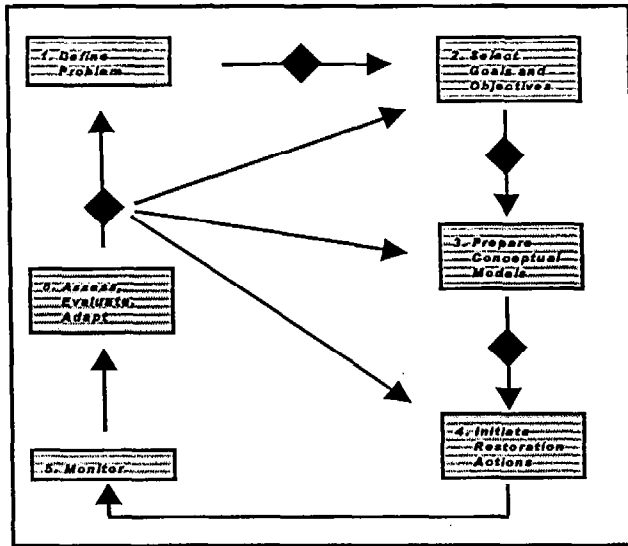 1. Define
Problem
2. Select
Goals and
Objectives
3. Prepare
Conceptual
Models
4. Initiate
Restoration
Actions
5. Monitor
6. Assess,
Evaluate,
Adapt